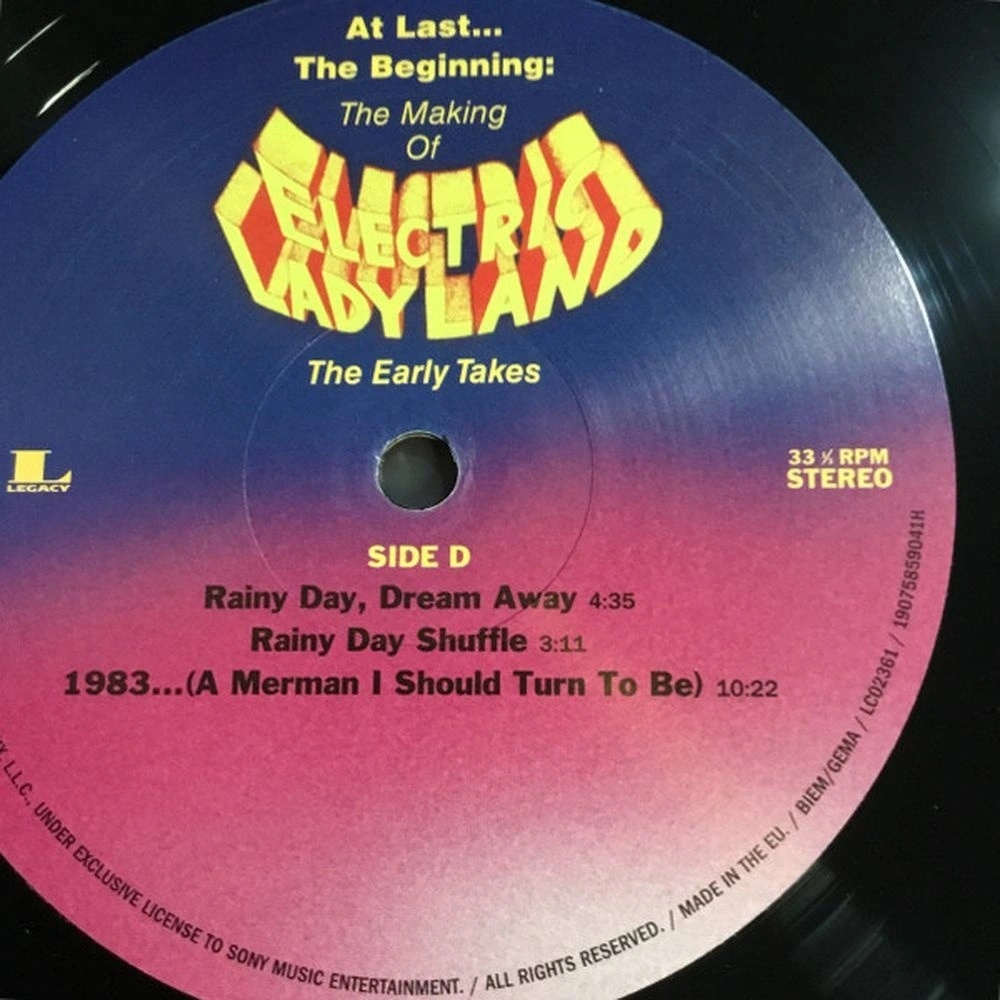 At Last...
The Beginning:
The Making
Of
ELECTRIC
LADYLAND
The Early Takes
L
LEGACY
33 ⅓ RPM
STEREO
SIDE D
Rainy Day, Dream Away 4:35
Rainy Day Shuffle 3:11
1983...(A Merman I Should Turn To Be) 10:22
L.L.C., UNDER EXCLUSIVE LICENSE TO SONY MUSIC ENTERTAINMENT. / ALL RIGHTS RESERVED. / MADE IN THE EU. / BIEM/GEMA / LC02361 / 19075859041H